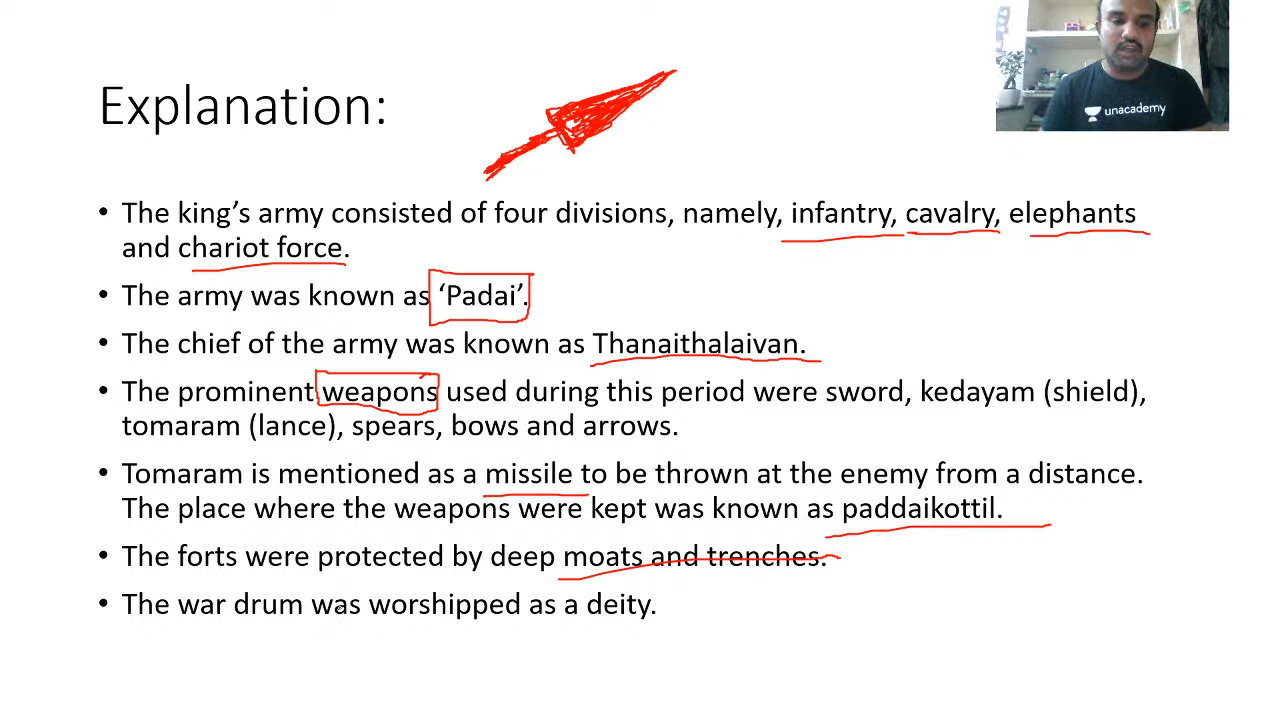 unacademy
Explanation:
• The king’s army consisted of four divisions, namely, infantry, cavalry, elephants
and chariot force.
• The army was known as ‘Padai’.
• The chief of the army was known as Thanaithalaivan.
• The prominent weapons used during this period were sword, kedayam (shield),
tomaram (lance), spears, bows and arrows.
• Tomaram is mentioned as a missile to be thrown at the enemy from a distance.
The place where the weapons were kept was known as paddaikottil.
• The forts were protected by deep moats and trenches.
• The war drum was worshipped as a deity.